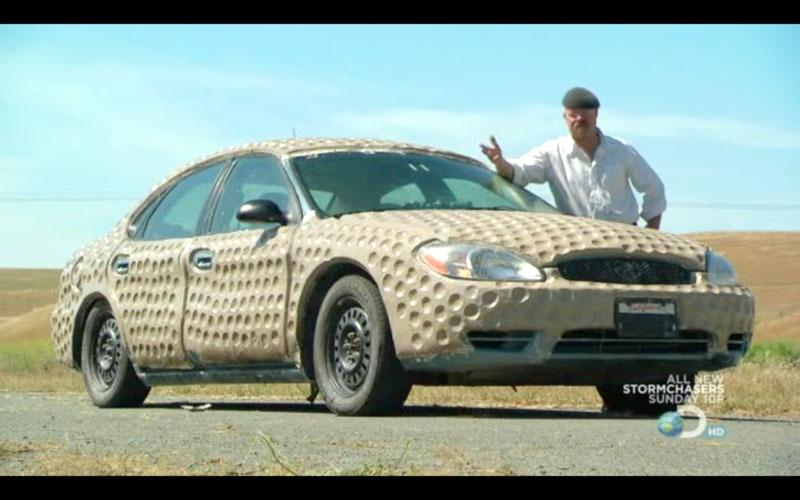 ALL NEW
STORMCHASERS
SUNDAY 10P
D HD